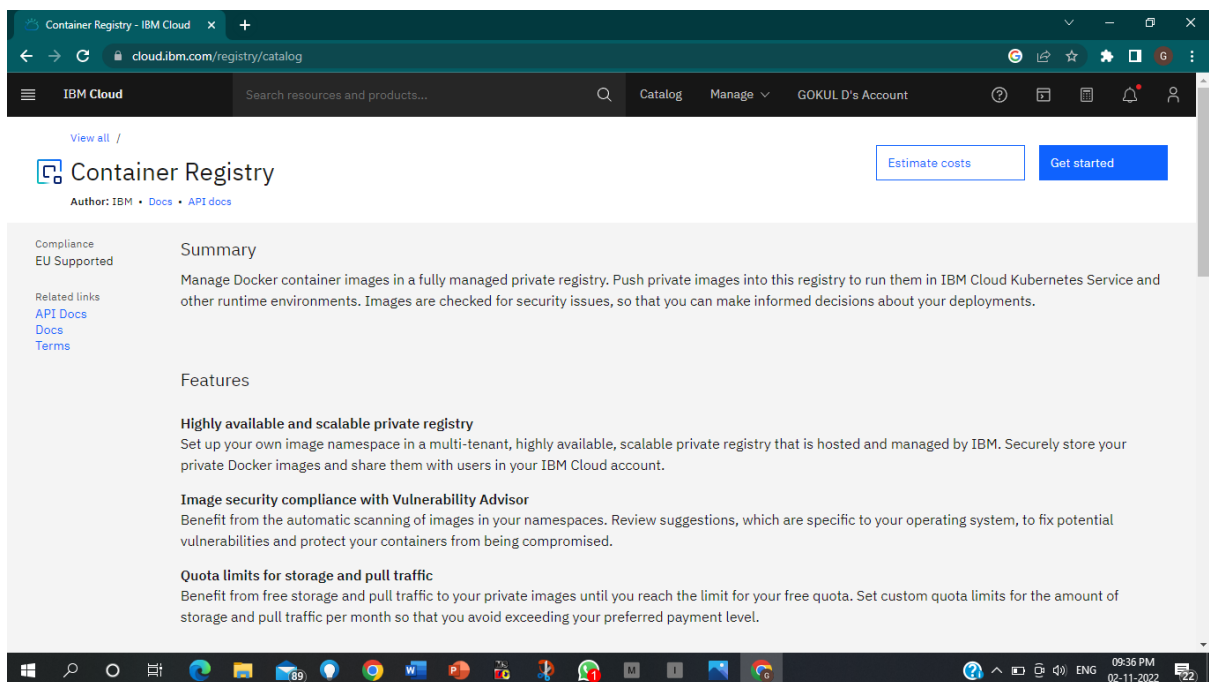 Container Registry - IBM Cloud
cloud.ibm.com/registry/catalog
G
IBM Cloud
Search resources and products...
Catalog
Manage
GOKUL D's Account
View all /
Container Registry
Estimate costs
Get started
Author: IBM • Docs • API docs
Compliance
EU Supported
Related links
API Docs
Docs
Terms
Summary
Manage Docker container images in a fully managed private registry. Push private images into this registry to run them in IBM Cloud Kubernetes Service and
other runtime environments. Images are checked for security issues, so that you can make informed decisions about your deployments.
Features
Highly available and scalable private registry
Set up your own image namespace in a multi-tenant, highly available, scalable private registry that is hosted and managed by IBM. Securely store your
private Docker images and share them with users in your IBM Cloud account.
Image security compliance with Vulnerability Advisor
Benefit from the automatic scanning of images in your namespaces. Review suggestions, which are specific to your operating system, to fix potential
vulnerabilities and protect your containers from being compromised.
Quota limits for storage and pull traffic
Benefit from free storage and pull traffic to your private images until you reach the limit for your free quota. Set custom quota limits for the amount of
storage and pull traffic per month so that you avoid exceeding your preferred payment level.
89
1
M
I
ENG
09:36 PM
02-11-2022
22